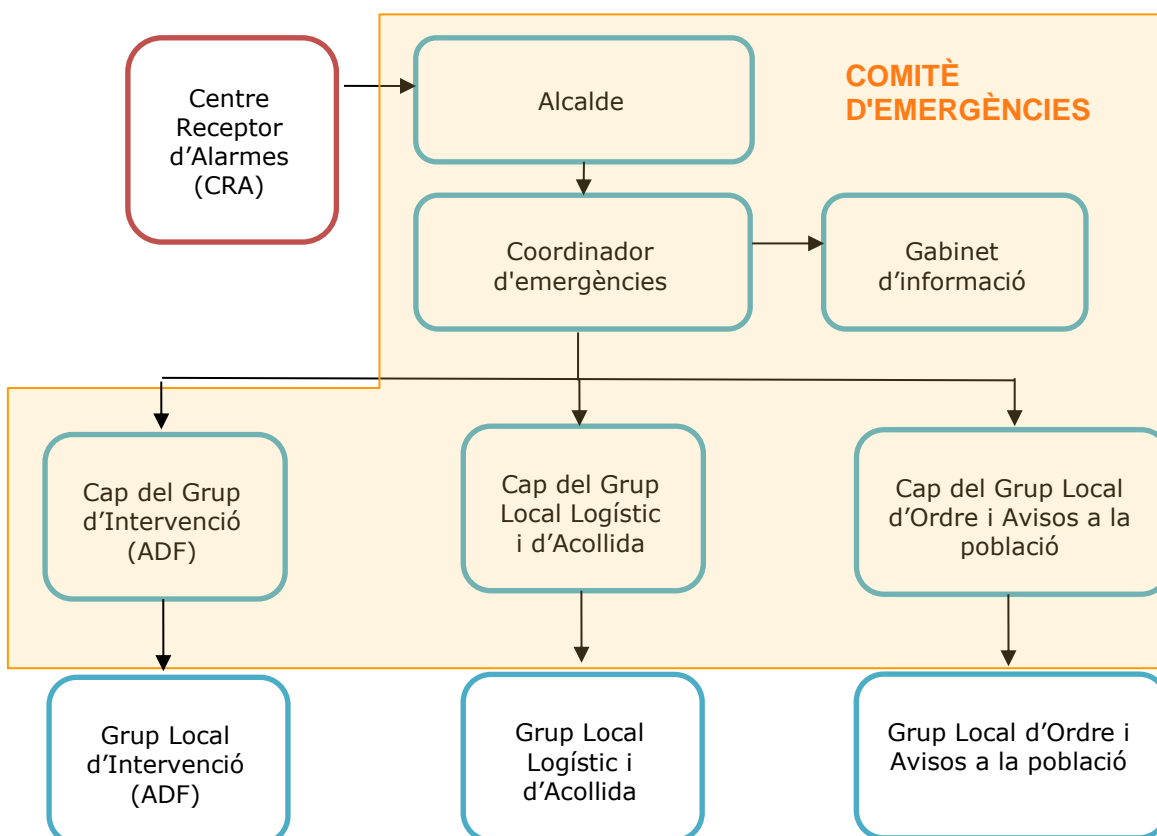 Centre
Receptor
d’Alarmes
(CRA)
Alcalde
COMITÈ
D'EMERGÈNCIES
Coordinador
d'emergències
Gabinet
d’informació
Cap del Grup
d’Intervenció
(ADF)
Cap del Grup
Local Logístic
i d’Acollida
Cap del Grup Local
d’Ordre i Avisos a la
població
Grup Local
d’Intervenció
(ADF)
Grup Local
Logístic i
d’Acollida
Grup Local d’Ordre i
Avisos a la població